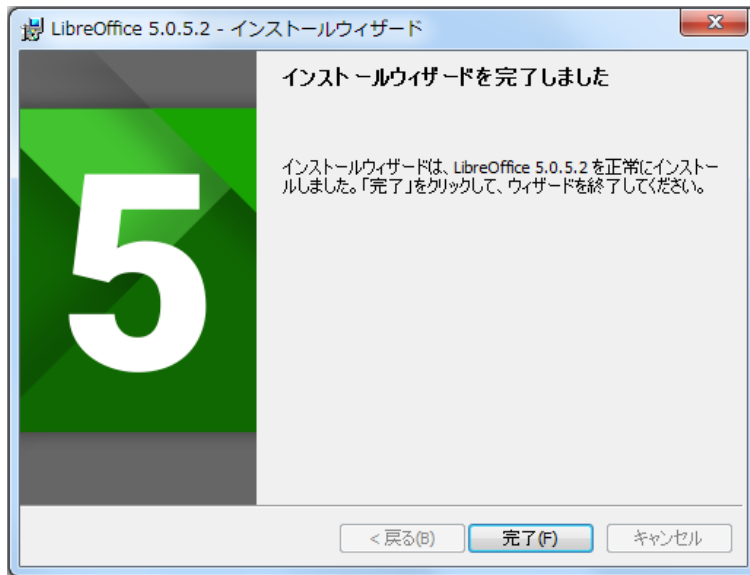 LibreOffice 5.0.5.2 - インストールウィザード
インストールウィザードを完了しました
5
インストールウィザードは、LibreOffice 5.0.5.2 を正常にインストー
ルしました。「完了」をクリックして、ウィザードを終了してください。
< 戻る(B)
完了(F)
キャンセル